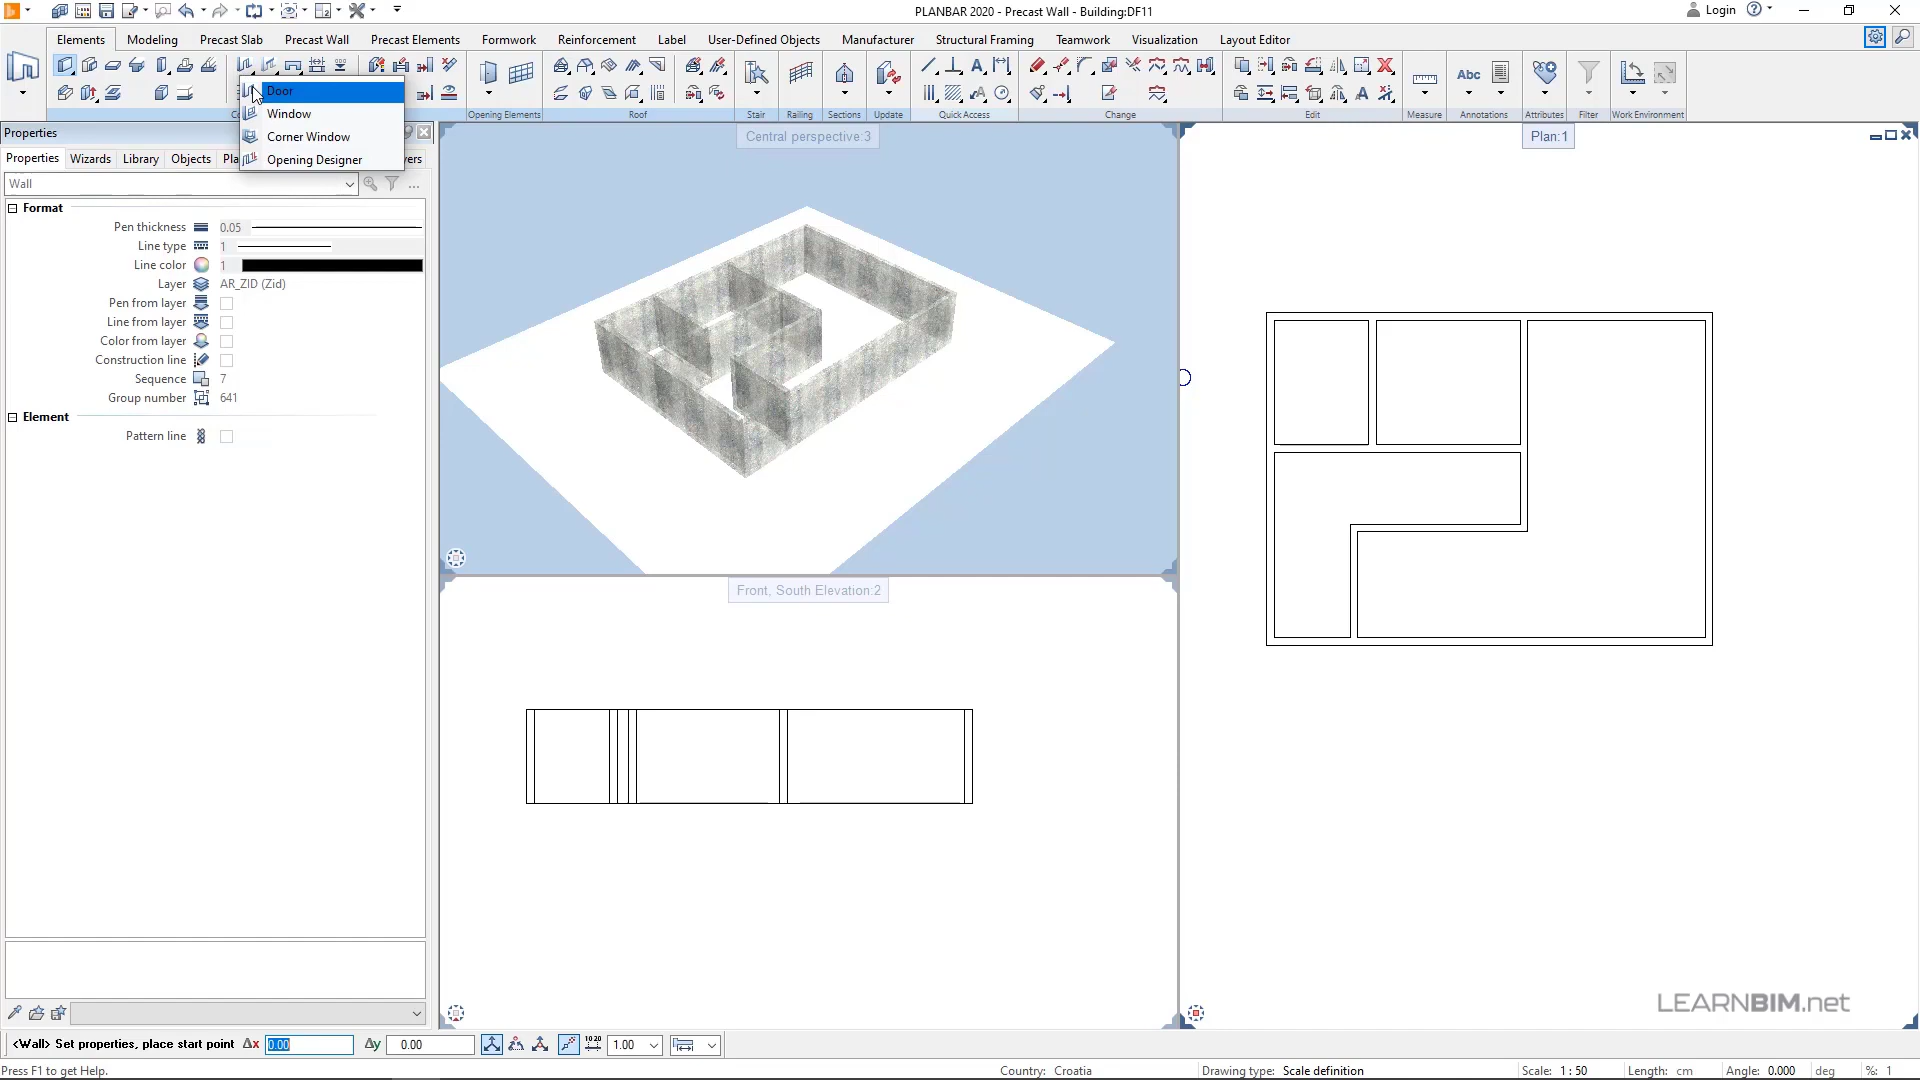 PLANBAR 2020 - Precast Wall - Building:DF11
Login
Elements Modeling Precast Slab Precast Wall Precast Elements Formwork Reinforcement Label User-Defined Objects Manufacturer Structural Framing Teamwork Visualization Layout Editor
Abc
Opening Elements Roof Stair Railing Sections Update Quick Access Change Edit Measure Annotations Attributes Filter Work Environment
Door
Window
Corner Window
Opening Designer
Properties
Properties Wizards Library Objects
Wall
Format
Pen thickness 0.05
Line type 1
Line color 1
Layer AR_ZID (Zid)
Pen from layer
Line from layer
Color from layer
Construction line
Sequence 7
Group number 641
Element
Pattern line
Central perspective:3
Plan:1
Front, South Elevation:2
LEARNBIM.net
<Wall> Set properties, place start point Δx 0.00 Δy 0.00 1.00
Press F1 to get Help.
Country: Croatia
Drawing type: Scale definition
Scale: 1 : 50
Length: cm
Angle: 0.000 deg
%: 1